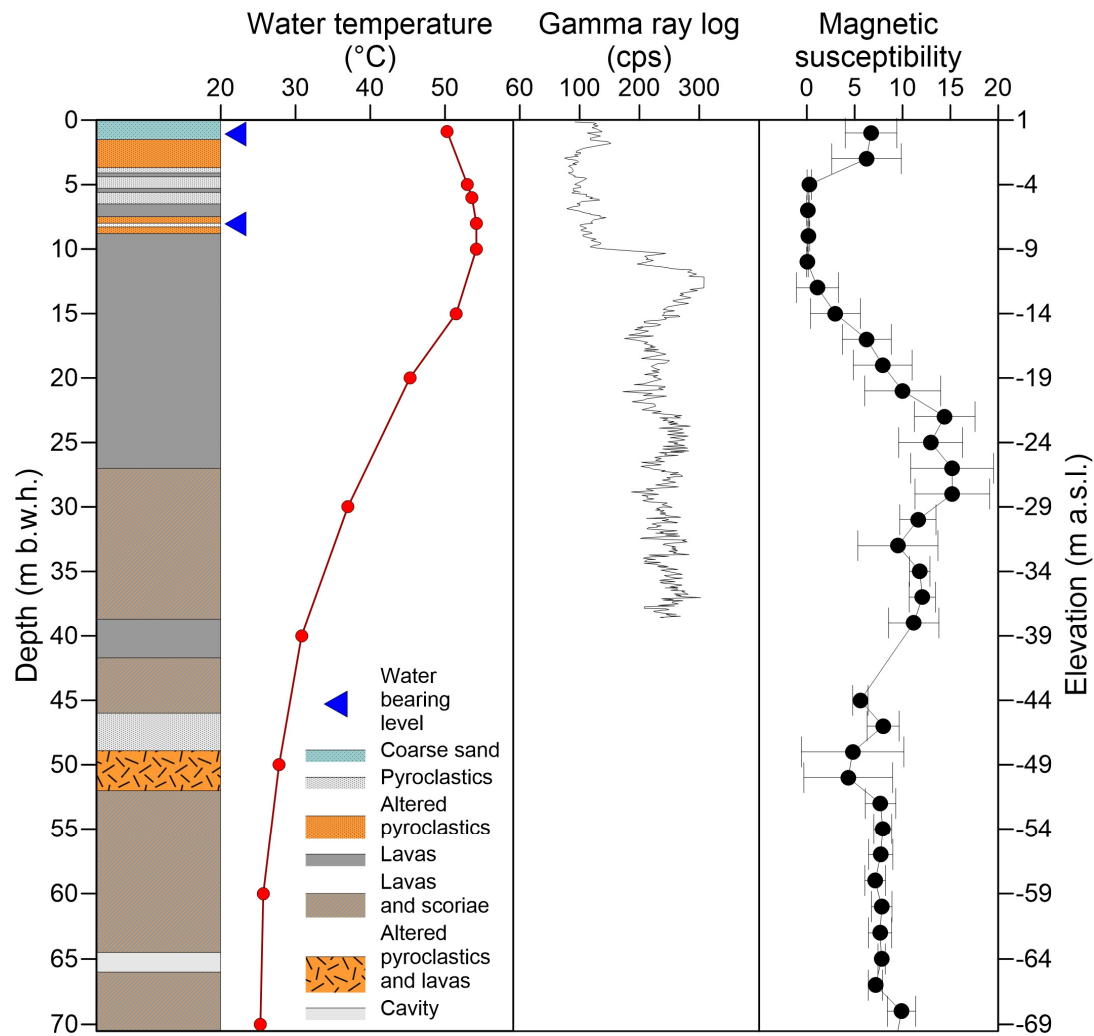 Water temperature
(°C)
Gamma ray log
(cps)
Magnetic
susceptibility
20 30 40 50 60 100 200 300 0 5 10 15 20
0 1
5 -4
10 -9
15 -14
20 -19
25 -24
30 -29
35 -34
40 -39
45 -44
50 -49
55 -54
60 -59
65 -64
70 -69
Depth (m b.w.h.)
Elevation (m a.s.l.)
Water
bearing
level
Coarse sand
Pyroclastics
Altered
pyroclastics
Lavas
Lavas
and scoriae
Altered
pyroclastics
and lavas
Cavity